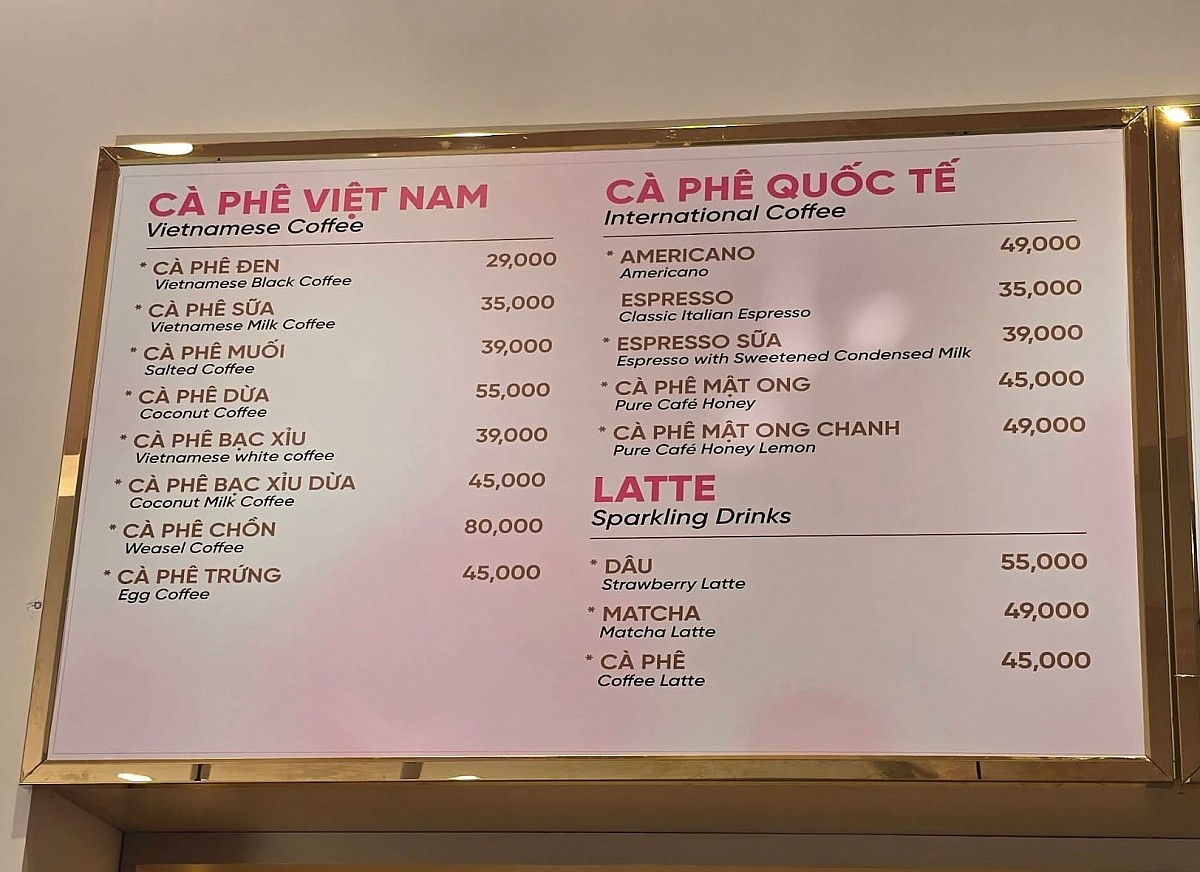 CÀ PHÊ VIỆT NAM
Vietnamese Coffee
* CÀ PHÊ ĐEN 29,000
Vietnamese Black Coffee
* CÀ PHÊ SỮA 35,000
Vietnamese Milk Coffee
* CÀ PHÊ MUỐI 39,000
Salted Coffee
* CÀ PHÊ DỪA 55,000
Coconut Coffee
* CÀ PHÊ BẠC XỈU 39,000
Vietnamese white coffee
* CÀ PHÊ BẠC XỈU DỪA 45,000
Coconut Milk Coffee
* CÀ PHÊ CHỒN 80,000
Weasel Coffee
* CÀ PHÊ TRỨNG 45,000
Egg Coffee
CÀ PHÊ QUỐC TẾ
International Coffee
* AMERICANO 49,000
Americano
ESPRESSO 35,000
Classic Italian Espresso
* ESPRESSO SỮA 39,000
Espresso with Sweetened Condensed Milk
* CÀ PHÊ MẬT ONG 45,000
Pure Café Honey
* CÀ PHÊ MẬT ONG CHANH 49,000
Pure Café Honey Lemon
LATTE
Sparkling Drinks
* DÂU 55,000
Strawberry Latte
* MATCHA 49,000
Matcha Latte
* CÀ PHÊ 45,000
Coffee Latte